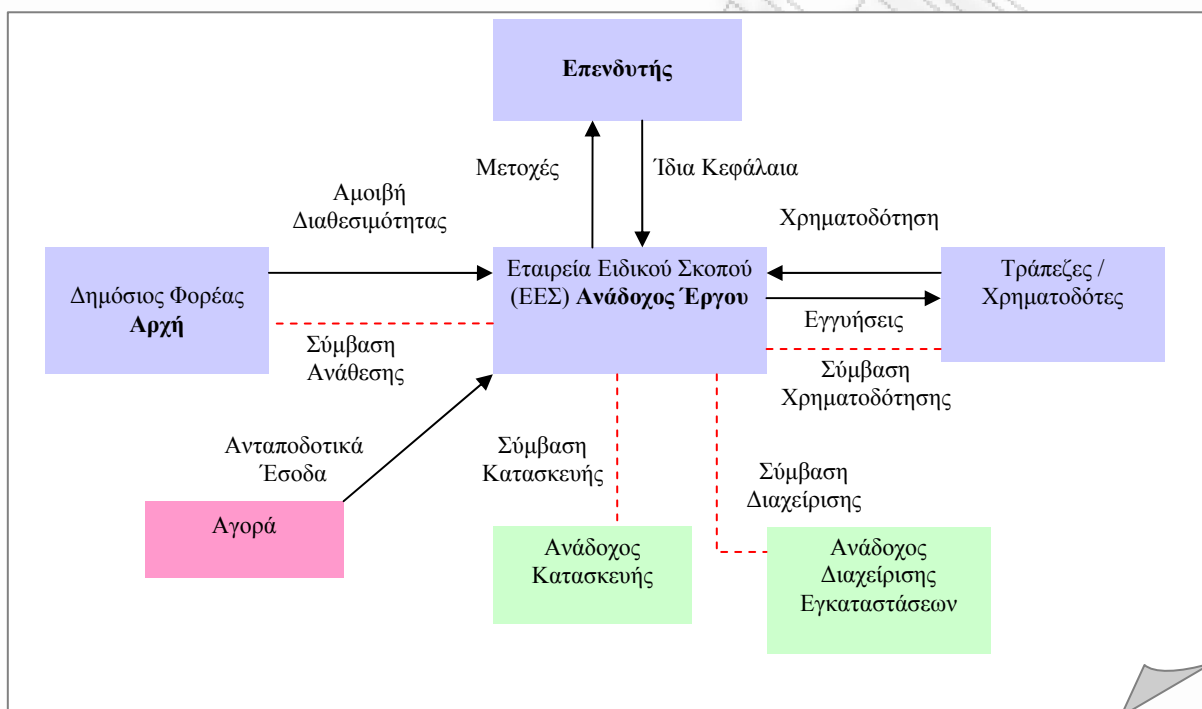 Επενδυτής
Μετοχές
Ίδια Κεφάλαια
Αμοιβή
Διαθεσιμότητας
Χρηματοδότηση
Δημόσιος Φορέας
Αρχή
Εταιρεία Ειδικού Σκοπού
(ΕΕΣ) Ανάδοχος Έργου
Τράπεζες /
Χρηματοδότες
Εγγυήσεις
Σύμβαση
Ανάθεσης
Σύμβαση
Χρηματοδότησης
Ανταποδοτικά
Έσοδα
Σύμβαση
Κατασκευής
Σύμβαση
Διαχείρισης
Αγορά
Ανάδοχος
Κατασκευής
Ανάδοχος
Διαχείρισης
Εγκαταστάσεων